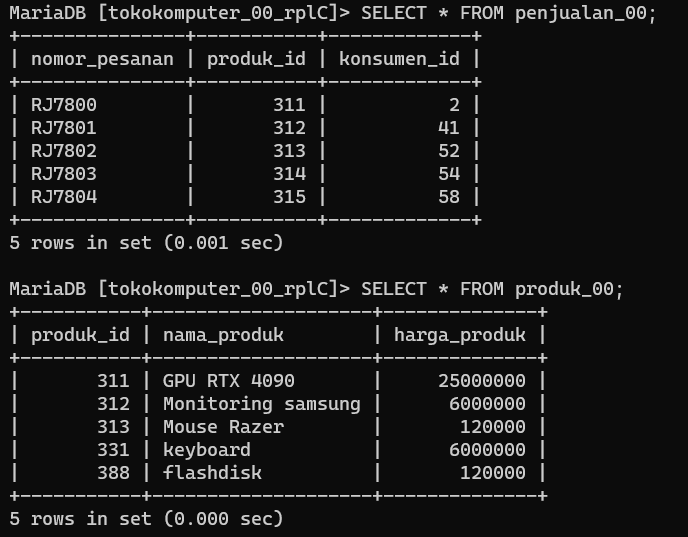 MariaDB [tokokomputer_00_rplC]> SELECT * FROM penjualan_00;
+---------------+-----------+-------------+
| nomor_pesanan | produk_id | konsumen_id |
+---------------+-----------+-------------+
| RJ7800        |       311 |           2 |
| RJ7801        |       312 |          41 |
| RJ7802        |       313 |          52 |
| RJ7803        |       314 |          54 |
| RJ7804        |       315 |          58 |
+---------------+-----------+-------------+
5 rows in set (0.001 sec)

MariaDB [tokokomputer_00_rplC]> SELECT * FROM produk_00;
+-----------+--------------------+--------------+
| produk_id | nama_produk        | harga_produk |
+-----------+--------------------+--------------+
|       311 | GPU RTX 4090       |     25000000 |
|       312 | Monitoring samsung |      6000000 |
|       313 | Mouse Razer        |       120000 |
|       331 | keyboard           |      6000000 |
|       388 | flashdisk          |       120000 |
+-----------+--------------------+--------------+
5 rows in set (0.000 sec)